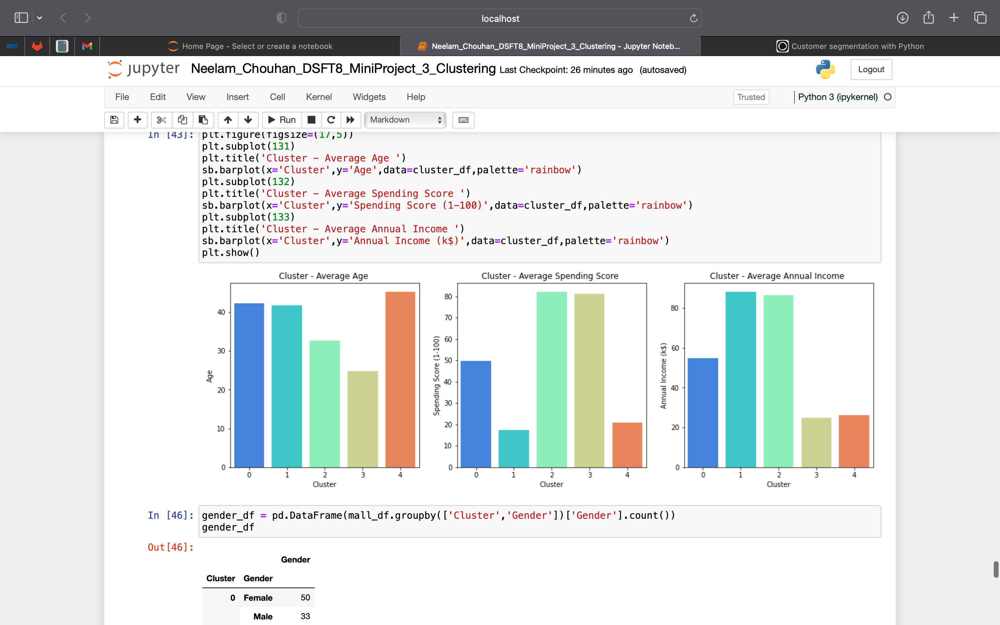 localhost
NIIT
Home Page - Select or create a notebook
Neelam_Chouhan_DSFT8_MiniProject_3_Clustering - Jupyter Noteb...
Customer segmentation with Python
jupyter Neelam_Chouhan_DSFT8_MiniProject_3_Clustering Last Checkpoint: 26 minutes ago (autosaved)
Logout
File Edit View Insert Cell Kernel Widgets Help
Trusted
Python 3 (ipykernel)
Run
Markdown
In [43]: plt.figure(figsize=(17,5))
plt.subplot(131)
plt.title('Cluster - Average Age ')
sb.barplot(x='Cluster',y='Age',data=cluster_df,palette='rainbow')
plt.subplot(132)
plt.title('Cluster - Average Spending Score ')
sb.barplot(x='Cluster',y='Spending Score (1-100)',data=cluster_df,palette='rainbow')
plt.subplot(133)
plt.title('Cluster - Average Annual Income ')
sb.barplot(x='Cluster',y='Annual Income (k$)',data=cluster_df,palette='rainbow')
plt.show()
Cluster - Average Age
40
30
20
10
0
Age
0 1 2 3 4
Cluster
Cluster - Average Spending Score
80
70
60
50
40
30
20
10
0
Spending Score (1-100)
0 1 2 3 4
Cluster
Cluster - Average Annual Income
80
60
40
20
0
Annual Income (k$)
0 1 2 3 4
Cluster
In [46]: gender_df = pd.DataFrame(mall_df.groupby(['Cluster','Gender'])['Gender'].count())
gender_df
Out[46]:
Gender
Cluster Gender
0 Female 50
Male 33